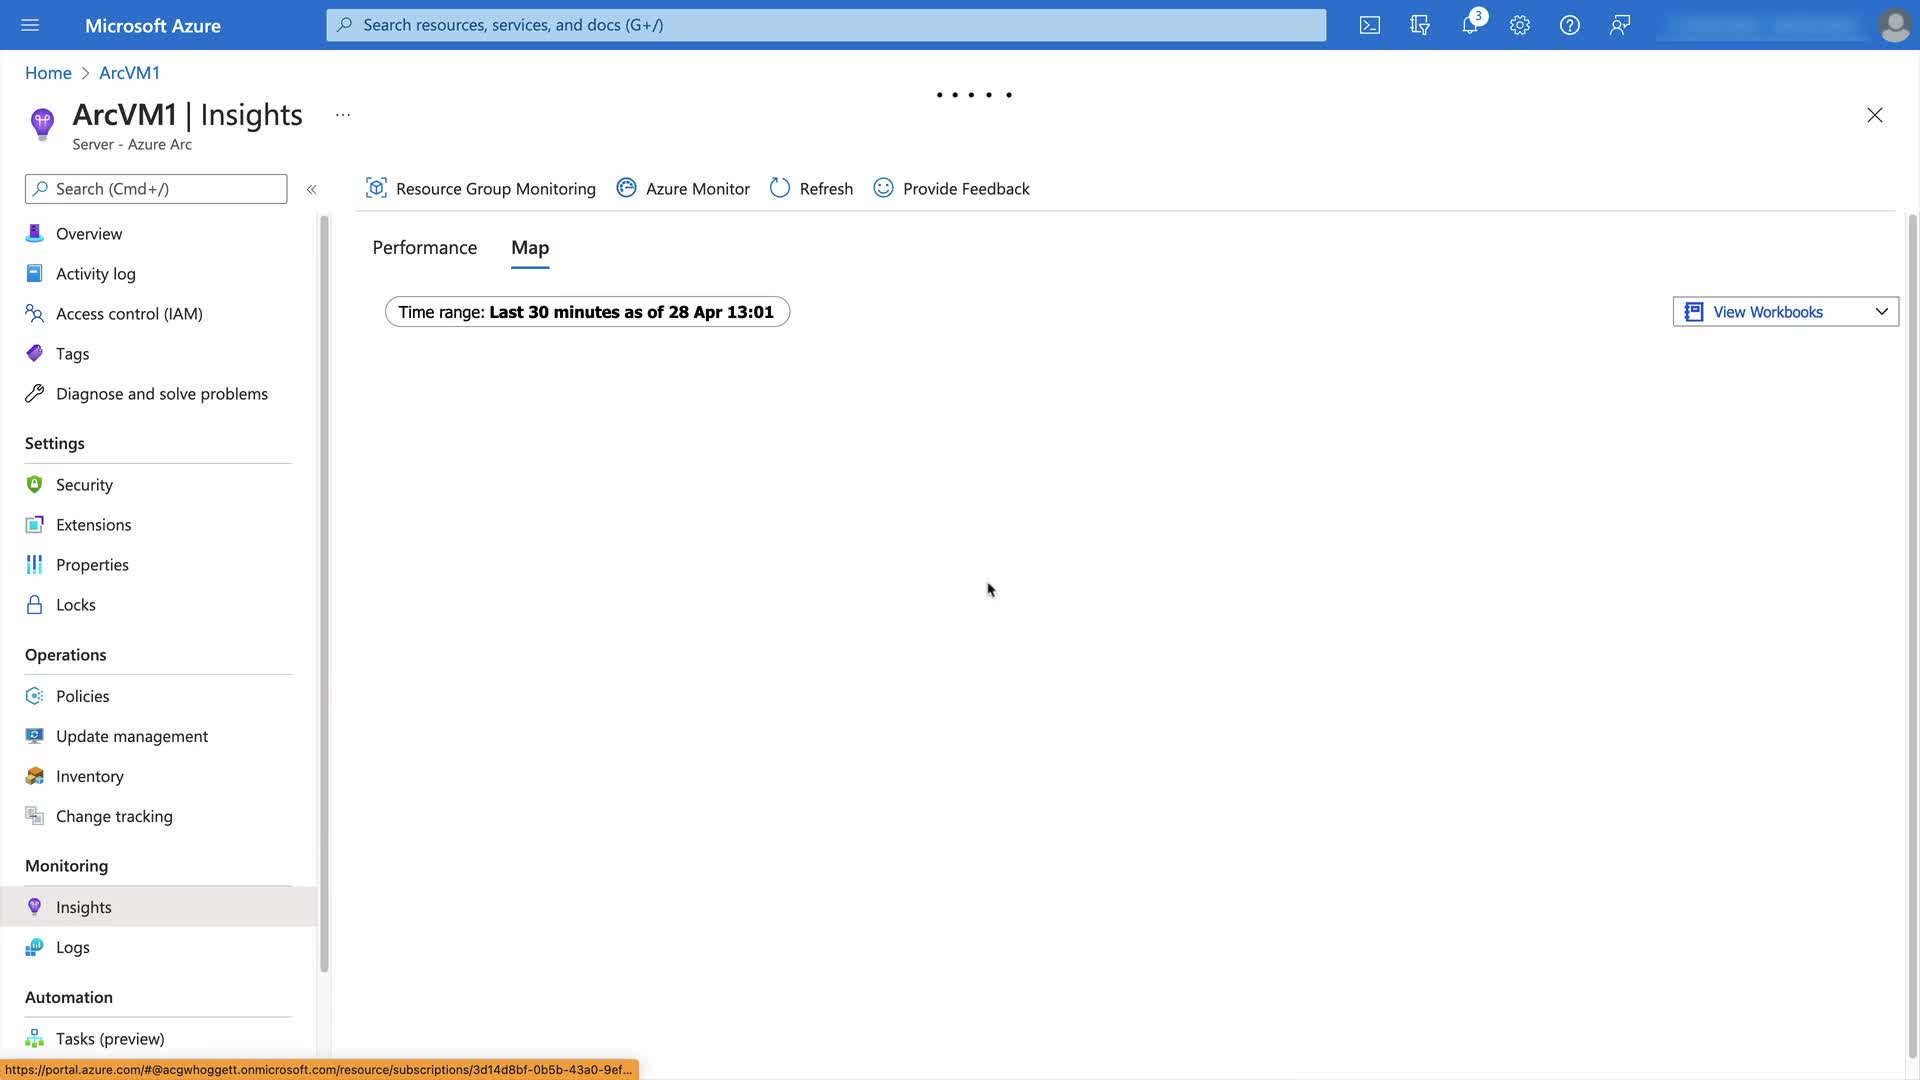 Microsoft Azure
Search resources, services, and docs (G+/)
3
Home > ArcVM1
ArcVM1 | Insights ...
Server - Azure Arc
Search (Cmd+/)
«
Resource Group Monitoring
Azure Monitor
Refresh
Provide Feedback
Overview
Activity log
Access control (IAM)
Tags
Diagnose and solve problems
Settings
Security
Extensions
Properties
Locks
Operations
Policies
Update management
Inventory
Change tracking
Monitoring
Insights
Logs
Automation
Tasks (preview)
Performance
Map
Time range: Last 30 minutes as of 28 Apr 13:01
View Workbooks
https://portal.azure.com/#@acgwhoggett.onmicrosoft.com/resource/subscriptions/3d14d8bf-0b5b-43a0-9ef...